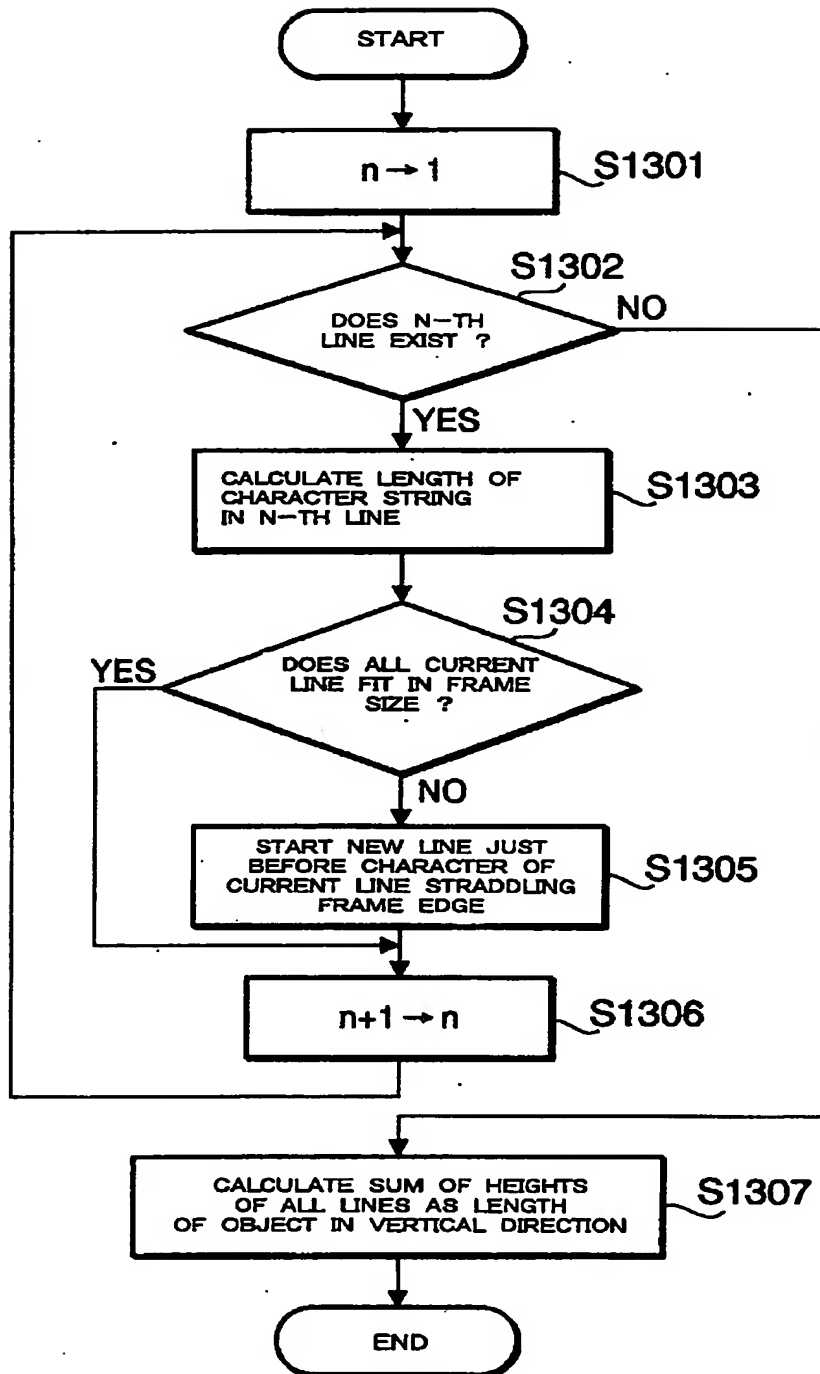 START
n → 1
S1301
S1302
DOES N-TH
LINE EXIST ?
NO
YES
CALCULATE LENGTH OF
CHARACTER STRING
IN N-TH LINE
S1303
S1304
DOES ALL CURRENT
LINE FIT IN FRAME
SIZE ?
YES
NO
START NEW LINE JUST
BEFORE CHARACTER OF
CURRENT LINE STRADDLING
FRAME EDGE
S1305
n+1 → n
S1306
CALCULATE SUM OF HEIGHTS
OF ALL LINES AS LENGTH
OF OBJECT IN VERTICAL DIRECTION
S1307
END